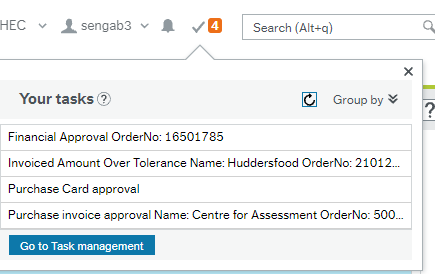 HEC sengab3 4 Search (Alt+q)
Your tasks ? Group by
?
Financial Approval OrderNo: 16501785
Invoiced Amount Over Tolerance Name: Huddersfood OrderNo: 21012...
Purchase Card approval
Purchase invoice approval Name: Centre for Assessment OrderNo: 500...
Go to Task management